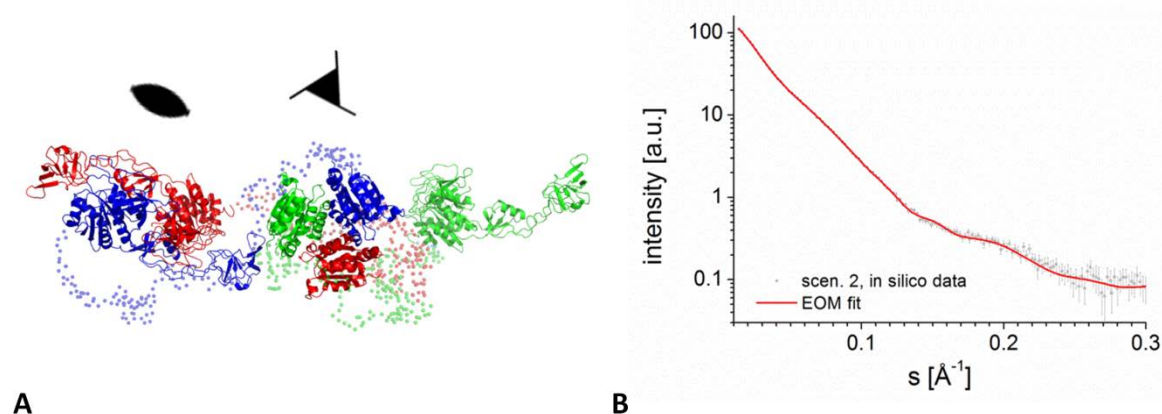 A
B
intensity [a.u.]
100
10
1
0.1
scen. 2, in silico data
EOM fit
0.1
0.2
0.3
s [Å⁻¹]